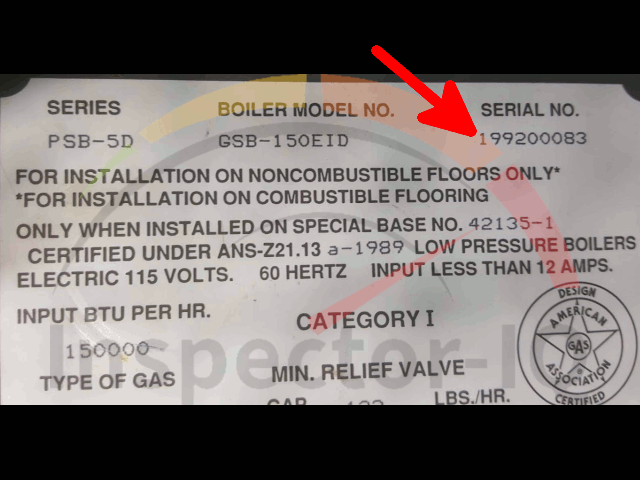 SERIES BOILER MODEL NO. SERIAL NO.
PSB-5D GSB-150EID 199200083
FOR INSTALLATION ON NONCOMBUSTIBLE FLOORS ONLY*
*FOR INSTALLATION ON COMBUSTIBLE FLOORING
ONLY WHEN INSTALLED ON SPECIAL BASE NO. 42135-1
CERTIFIED UNDER ANS-Z21.13 a-1989 LOW PRESSURE BOILERS
ELECTRIC 115 VOLTS. 60 HERTZ INPUT LESS THAN 12 AMPS.
INPUT BTU PER HR. CATEGORY I
150000
TYPE OF GAS MIN. RELIEF VALVE
CAP LBS./HR.
DESIGN
AMERICAN
GAS
ASSOCIATION
CERTIFIED
Inspector-I